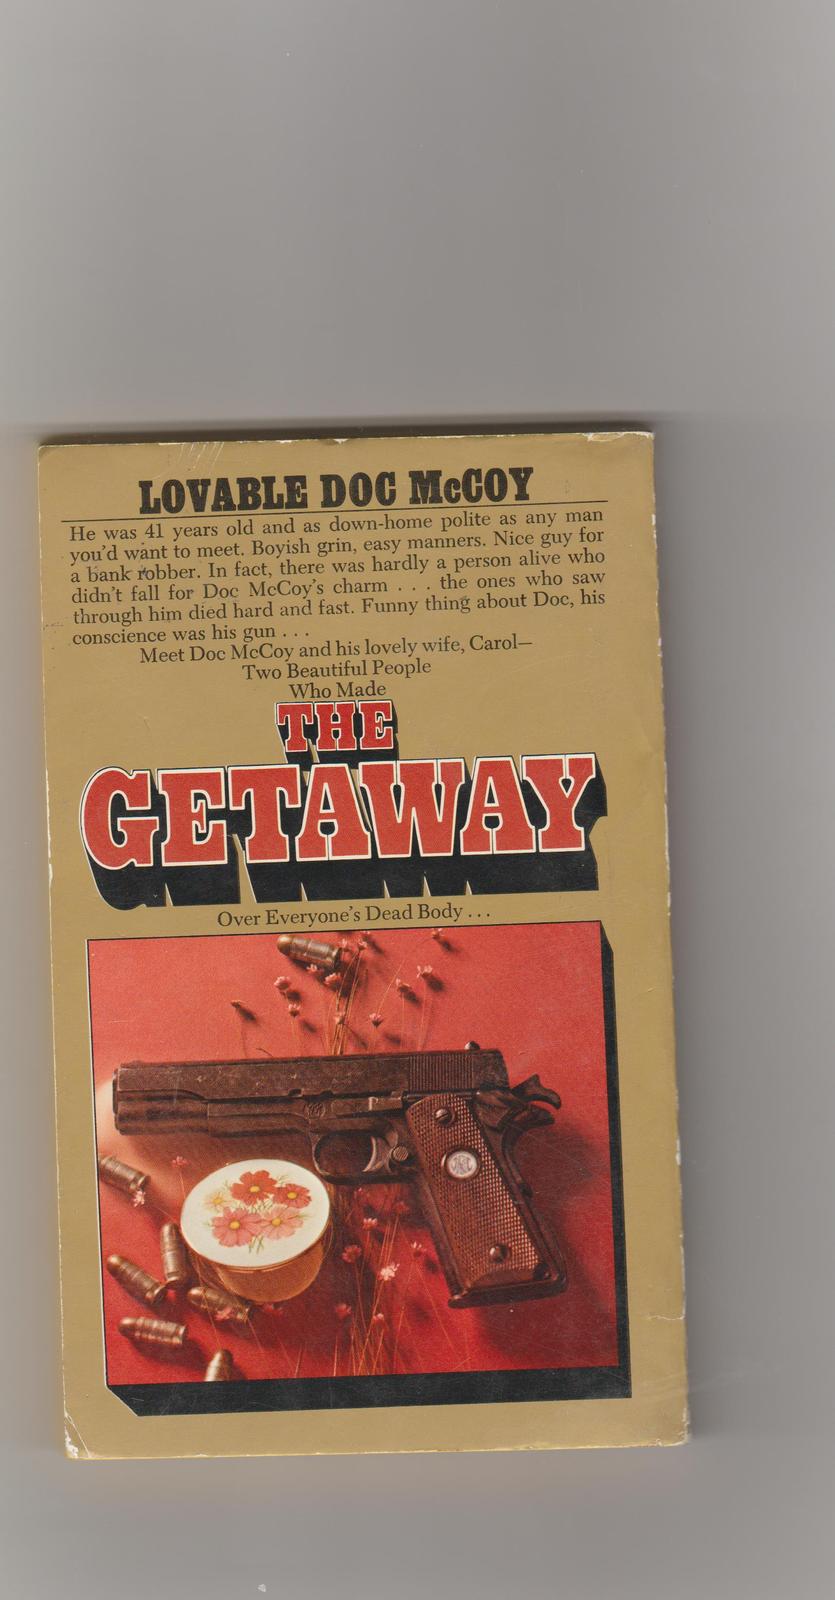 LOVABLE DOC McCOY
He was 41 years old and as down-home polite as any man
you'd want to meet. Boyish grin, easy manners. Nice guy for
a bank robber. In fact, there was hardly a person alive who
didn't fall for Doc McCoy's charm . . . the ones who saw
through him died hard and fast. Funny thing about Doc, his
conscience was his gun . . .
Meet Doc McCoy and his lovely wife, Carol—
Two Beautiful People
Who Made
THE
GETAWAY
Over Everyone's Dead Body . . .